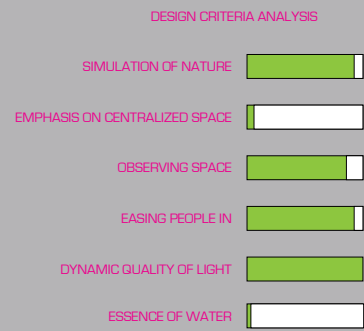 DESIGN CRITERIA ANALYSIS
SIMULATION OF NATURE
EMPHASIS ON CENTRALIZED SPACE
OBSERVING SPACE
EASING PEOPLE IN
DYNAMIC QUALITY OF LIGHT
ESSENCE OF WATER